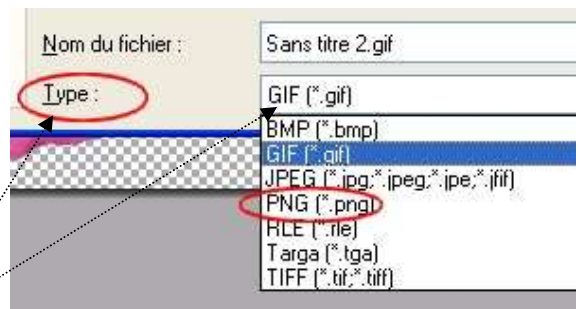 Nom du fichier : Sans titre 2.gif
Type : GIF (*.gif)
BMP (*.bmp)
GIF (*.gif)
JPEG (*.jpg;*.jpeg;*.jpe;*.jfif)
PNG (*.png)
RLE (*.rle)
Targa (*.tga)
TIFF (*.tif;*.tiff)